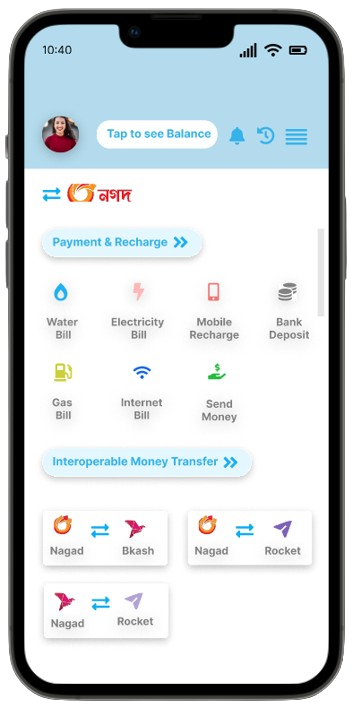 10:40
Tap to see Balance
নগদ
Payment & Recharge
Water
Bill
Electricity
Bill
Mobile
Recharge
Bank
Deposit
Gas
Bill
Internet
Bill
Send
Money
Interoperable Money Transfer
Nagad
Bkash
Nagad
Rocket
Nagad
Rocket